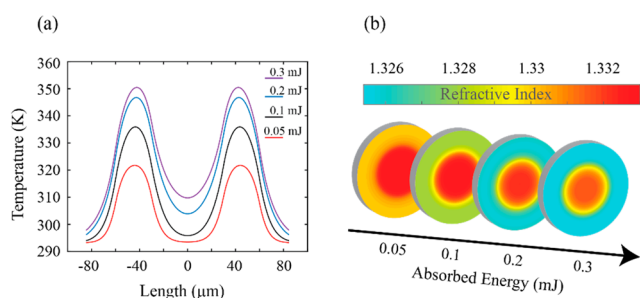 (a)
360
350
340
330
320
310
300
290
Temperature (K)
0.3 mJ
0.2 mJ
0.1 mJ
0.05 mJ
-80 -40 0 40 80
Length (μm)
(b)
1.326 1.328 1.33 1.332
Refractive Index
0.05 0.1 0.2 0.3
Absorbed Energy (mJ)